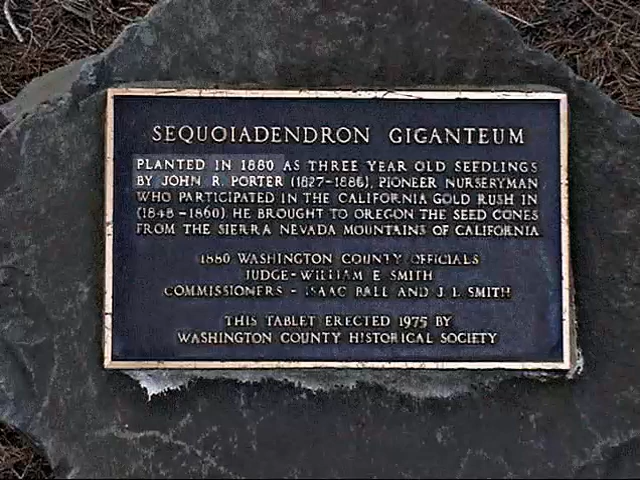 SEQUOIADENDRON GIGANTEUM
PLANTED IN 1880 AS THREE YEAR OLD SEEDLINGS
BY JOHN R. PORTER (1827-1888), PIONEER NURSERYMAN
WHO PARTICIPATED IN THE CALIFORNIA GOLD RUSH IN
(1848-1860). HE BROUGHT TO OREGON THE SEED CONES
FROM THE SIERRA NEVADA MOUNTAINS OF CALIFORNIA
1880 WASHINGTON COUNTY OFFICIALS
JUDGE-WILLIAM E SMITH
COMMISSIONERS - ISAAC BALL AND J. L. SMITH
THIS TABLET ERECTED 1975 BY
WASHINGTON COUNTY HISTORICAL SOCIETY